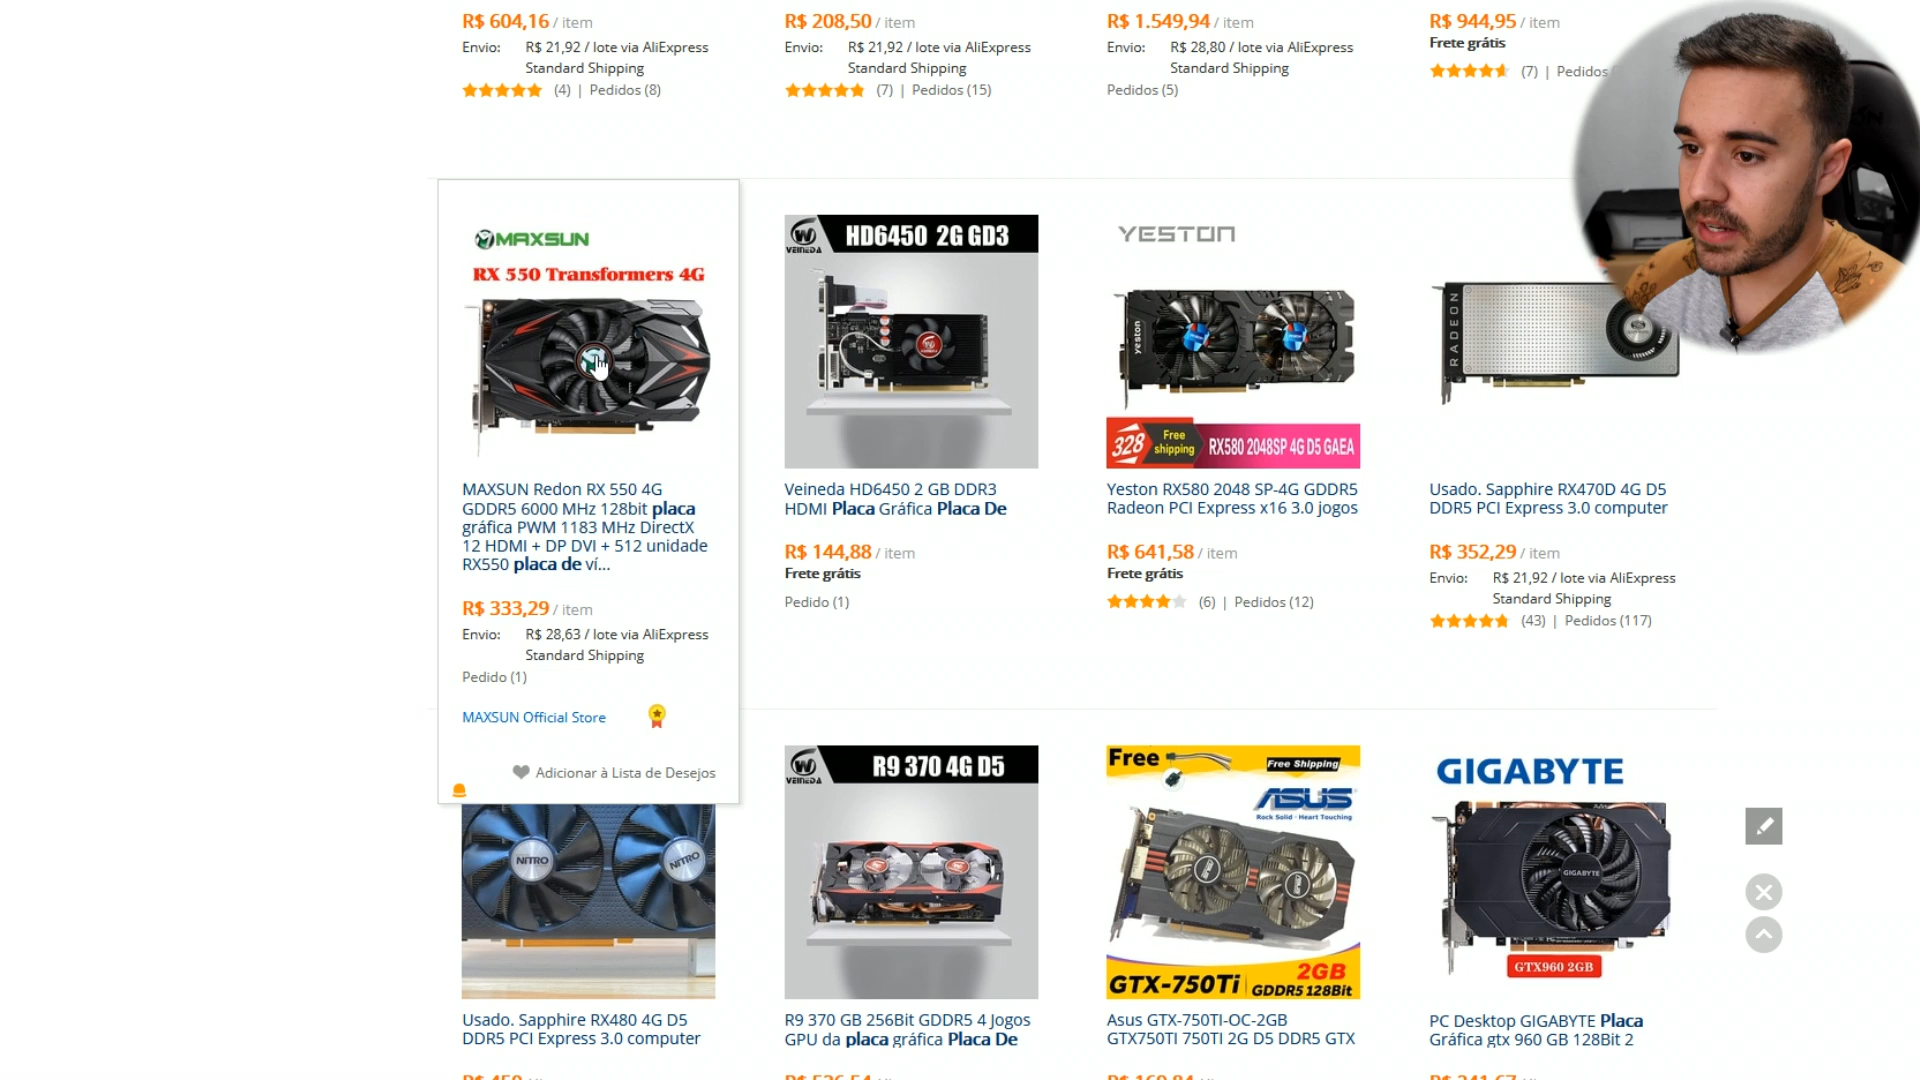 R$ 604,16 / item
Envio: R$ 21,92 / lote via AliExpress
Standard Shipping
(4) | Pedidos (8)
R$ 208,50 / item
Envio: R$ 21,92 / lote via AliExpress
Standard Shipping
(7) | Pedidos (15)
R$ 1.549,94 / item
Envio: R$ 28,80 / lote via AliExpress
Standard Shipping
Pedidos (5)
R$ 944,95 / item
Frete grátis
(7) | Pedidos
MAXSUN
RX 550 Transformers 4G
MAXSUN Redon RX 550 4G
GDDR5 6000 MHz 128bit placa
gráfica PWM 1183 MHz DirectX
12 HDMI + DP DVI + 512 unidade
RX550 placa de ví...
R$ 333,29 / item
Envio: R$ 28,63 / lote via AliExpress
Standard Shipping
Pedido (1)
MAXSUN Official Store
Adicionar à Lista de Desejos
VEINEDA
HD6450 2G GD3
Veineda HD6450 2 GB DDR3
HDMI Placa Gráfica Placa De
R$ 144,88 / item
Frete grátis
Pedido (1)
YESTON
yeston
328 Free shipping RX580 2048SP 4G D5 GAEA
Yeston RX580 2048 SP-4G GDDR5
Radeon PCI Express x16 3.0 jogos
R$ 641,58 / item
Frete grátis
(6) | Pedidos (12)
RADEON
Usado. Sapphire RX470D 4G D5
DDR5 PCI Express 3.0 computer
R$ 352,29 / item
Envio: R$ 21,92 / lote via AliExpress
Standard Shipping
(43) | Pedidos (117)
NITRO
NITRO
Usado. Sapphire RX480 4G D5
DDR5 PCI Express 3.0 computer
VEINEDA
R9 370 4G D5
R9 370 GB 256Bit GDDR5 4 Jogos
GPU da placa gráfica Placa De
Free
Free Shipping
ASUS
Rock Solid · Heart Touching
GTX-750Ti
2GB
GDDR5 128Bit
Asus GTX-750TI-OC-2GB
GTX750TI 750TI 2G D5 DDR5 GTX
GIGABYTE
GIGABYTE
GTX960 2GB
PC Desktop GIGABYTE Placa
Gráfica gtx 960 GB 128Bit 2